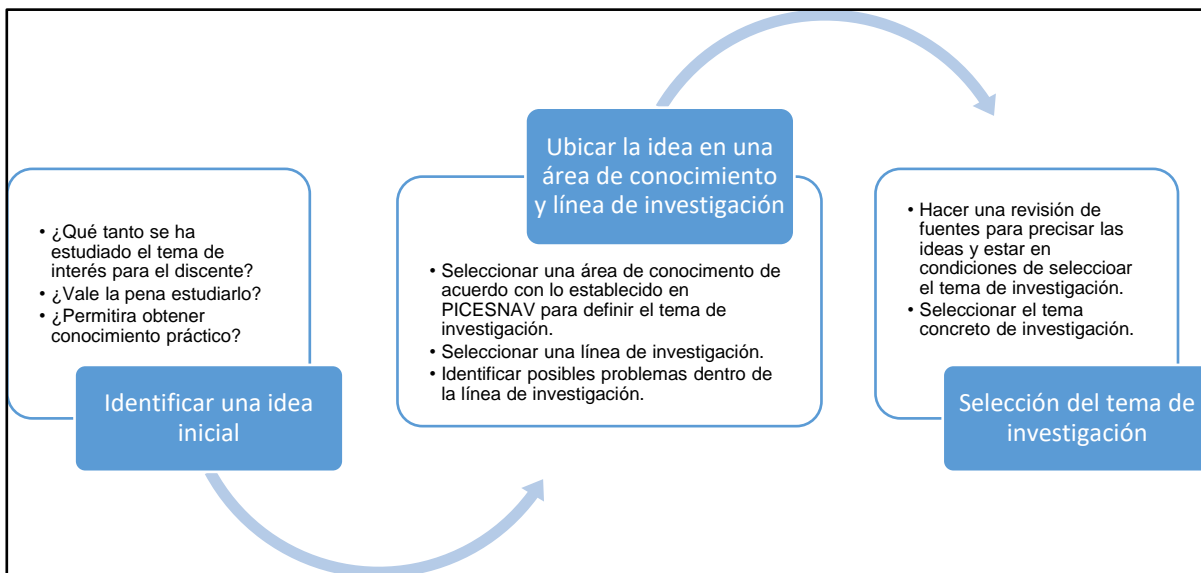 • ¿Qué tanto se ha
estudiado el tema de
interés para el discente?
• ¿Vale la pena estudiarlo?
• ¿Permitira obtener
conocimiento práctico?
Identificar una idea
inicial
Ubicar la idea en una
área de conocimiento
y línea de investigación
• Seleccionar una área de conocimento de
acuerdo con lo establecido en
PICESNAV para definir el tema de
investigación.
• Seleccionar una línea de investigación.
• Identificar posibles problemas dentro de
la línea de investigación.
• Hacer una revisión de
fuentes para precisar las
ideas y estar en
condiciones de seleccioar
el tema de investigación.
• Seleccionar el tema
concreto de investigación.
Selección del tema de
investigación